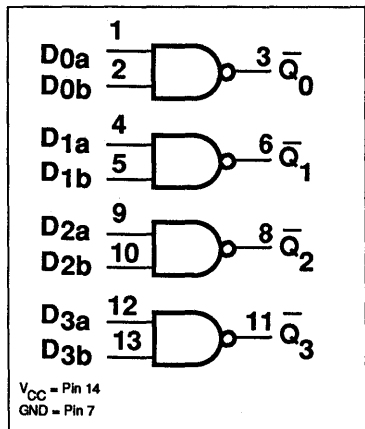 1
D0a
2
D0b
3 Q̅0
4
D1a
5
D1b
6 Q̅1
9
D2a
10
D2b
8 Q̅2
12
D3a
13
D3b
11 Q̅3
VCC = Pin 14
GND = Pin 7